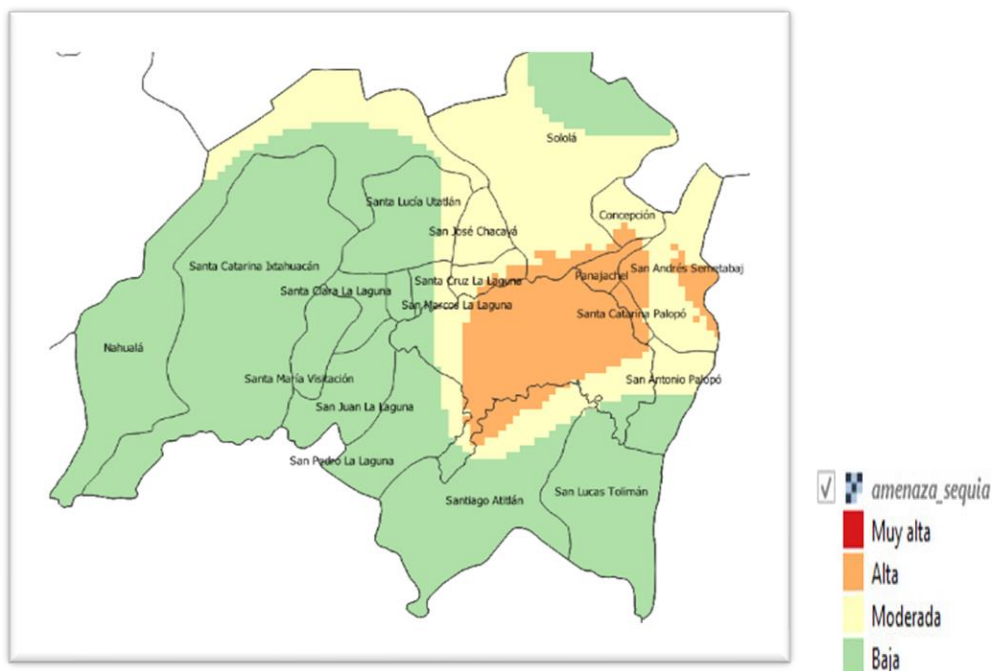 Sololá
Santa Lucía Utatlán
Concepción
San José Chacayá
Santa Catarina Ixtahuacán
Panajachel
San Andrés Semetabaj
Santa Cruz La Laguna
Santa Clara La Laguna
San Marcos La Laguna
Santa Catarina Palopó
Nahualá
Santa María Visitación
San Antonio Palopó
San Juan La Laguna
San Pedro La Laguna
Santiago Atitlán
San Lucas Tolimán
amenaza_sequia
Muy alta
Alta
Moderada
Baja